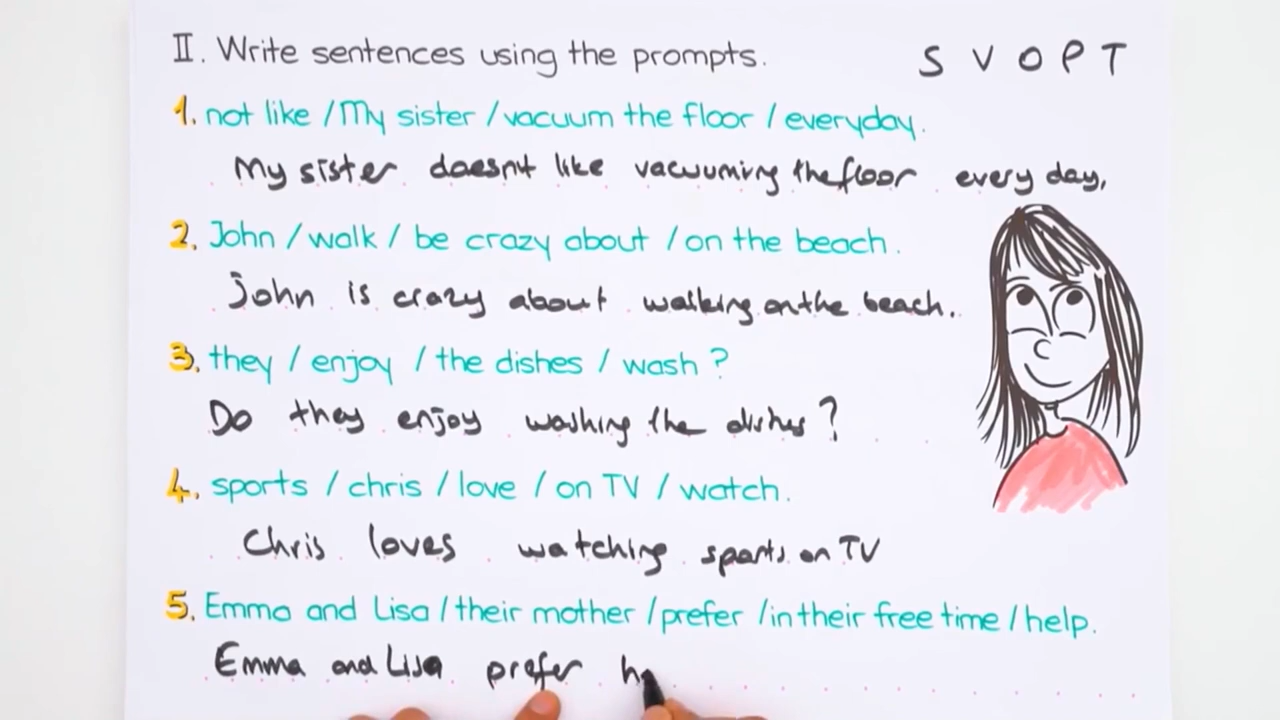 II. Write sentences using the prompts. S V O P T
1. not like / My sister / vacuum the floor / everyday.
My sister doesn't like vacuuming the floor every day,
2. John / walk / be crazy about / on the beach.
John is crazy about walking on the beach.
3. they / enjoy / the dishes / wash ?
Do they enjoy washing the dishes?
4. sports / chris / love / on TV / watch.
Chris loves watching sports on TV
5. Emma and Lisa / their mother / prefer / in their free time / help.
Emma and Lisa prefer h